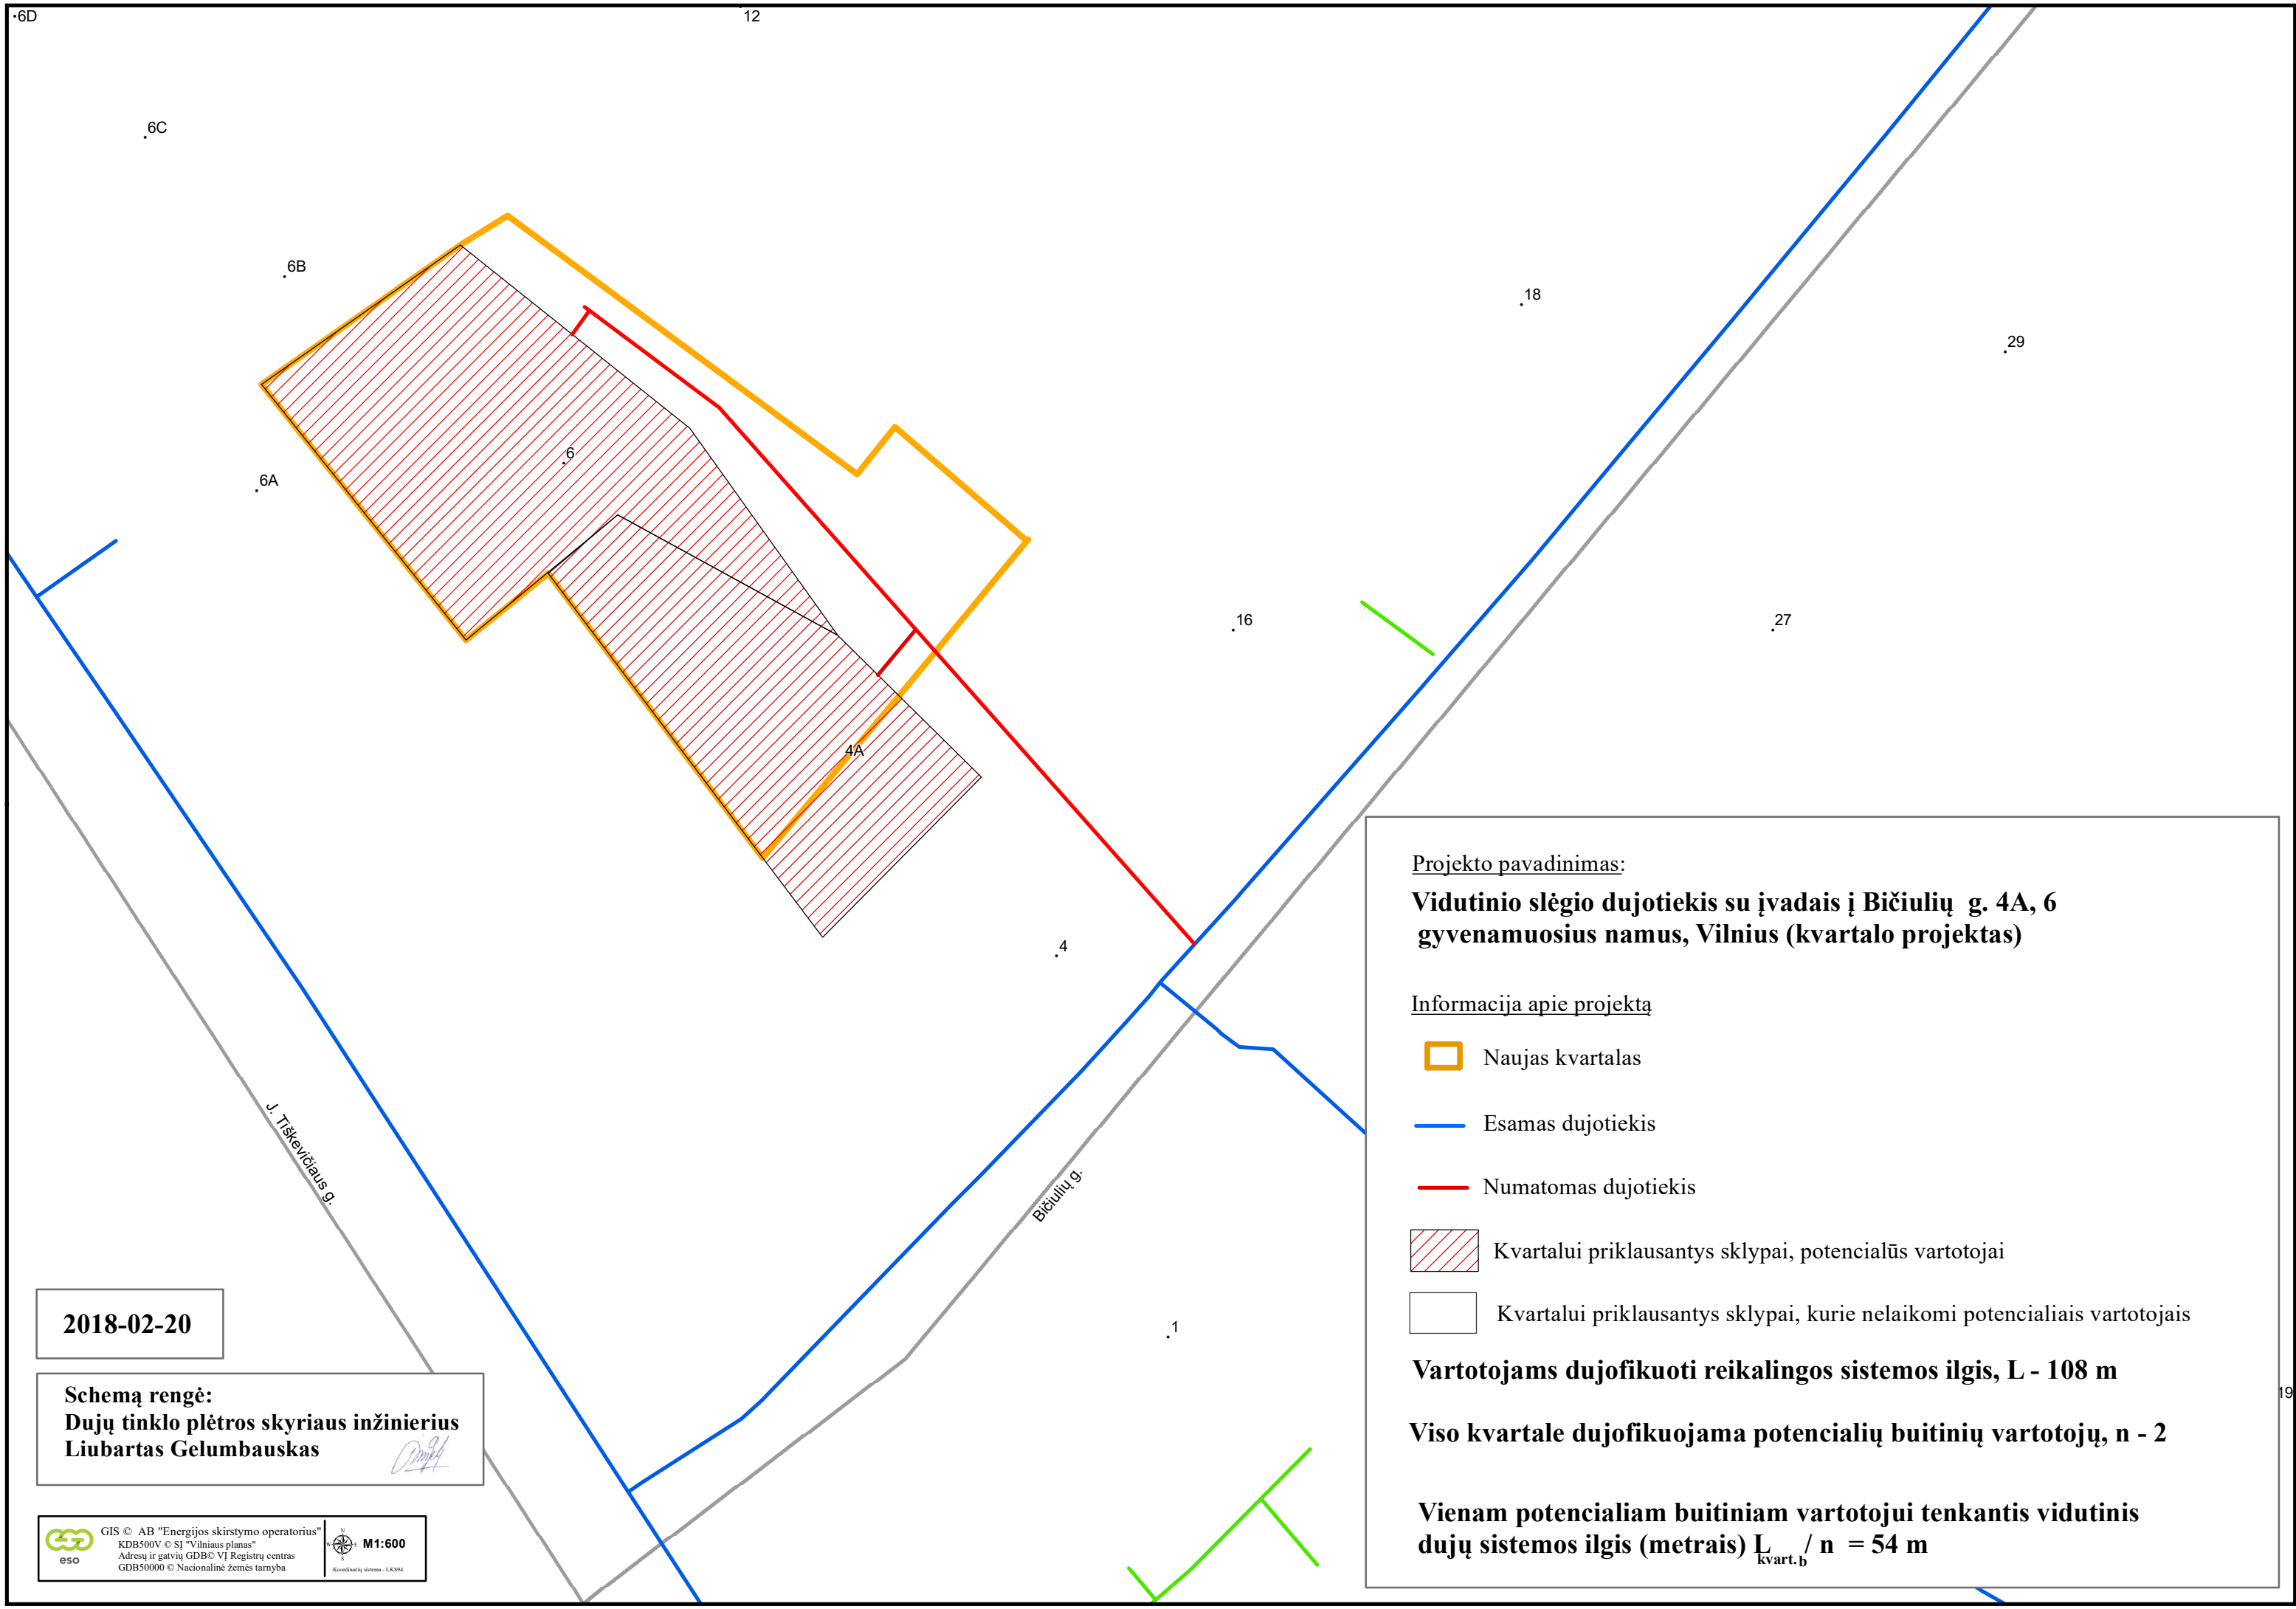 6D
12
6C
6B
18
29
6
6A
16
27
4A
4
J. Tiškevičiaus g.
Bičiulių g.
1
19
Projekto pavadinimas:
Vidutinio slėgio dujotiekis su įvadais į Bičiulių g. 4A, 6
gyvenamuosius namus, Vilnius (kvartalo projektas)
Informacija apie projektą
Naujas kvartalas
Esamas dujotiekis
Numatomas dujotiekis
Kvartalui priklausantys sklypai, potencialūs vartotojai
Kvartalui priklausantys sklypai, kurie nelaikomi potencialiais vartotojais
Vartotojams dujofikuoti reikalingos sistemos ilgis, L - 108 m
Viso kvartale dujofikuojama potencialių buitinių vartotojų, n - 2
Vienam potencialiam buitiniam vartotojui tenkantis vidutinis
dujų sistemos ilgis (metrais) L kvart.b / n = 54 m
2018-02-20
Schemą rengė:
Dujų tinklo plėtros skyriaus inžinierius
Liubartas Gelumbauskas
eso
GIS © AB "Energijos skirstymo operatorius"
KDB500V © SĮ "Vilniaus planas"
Adresų ir gatvių GDB© VĮ Registrų centras
GDB50000 © Nacionalinė žemės tarnyba
N
W E
S
M1:600
Koordinačių sistema - LKS94